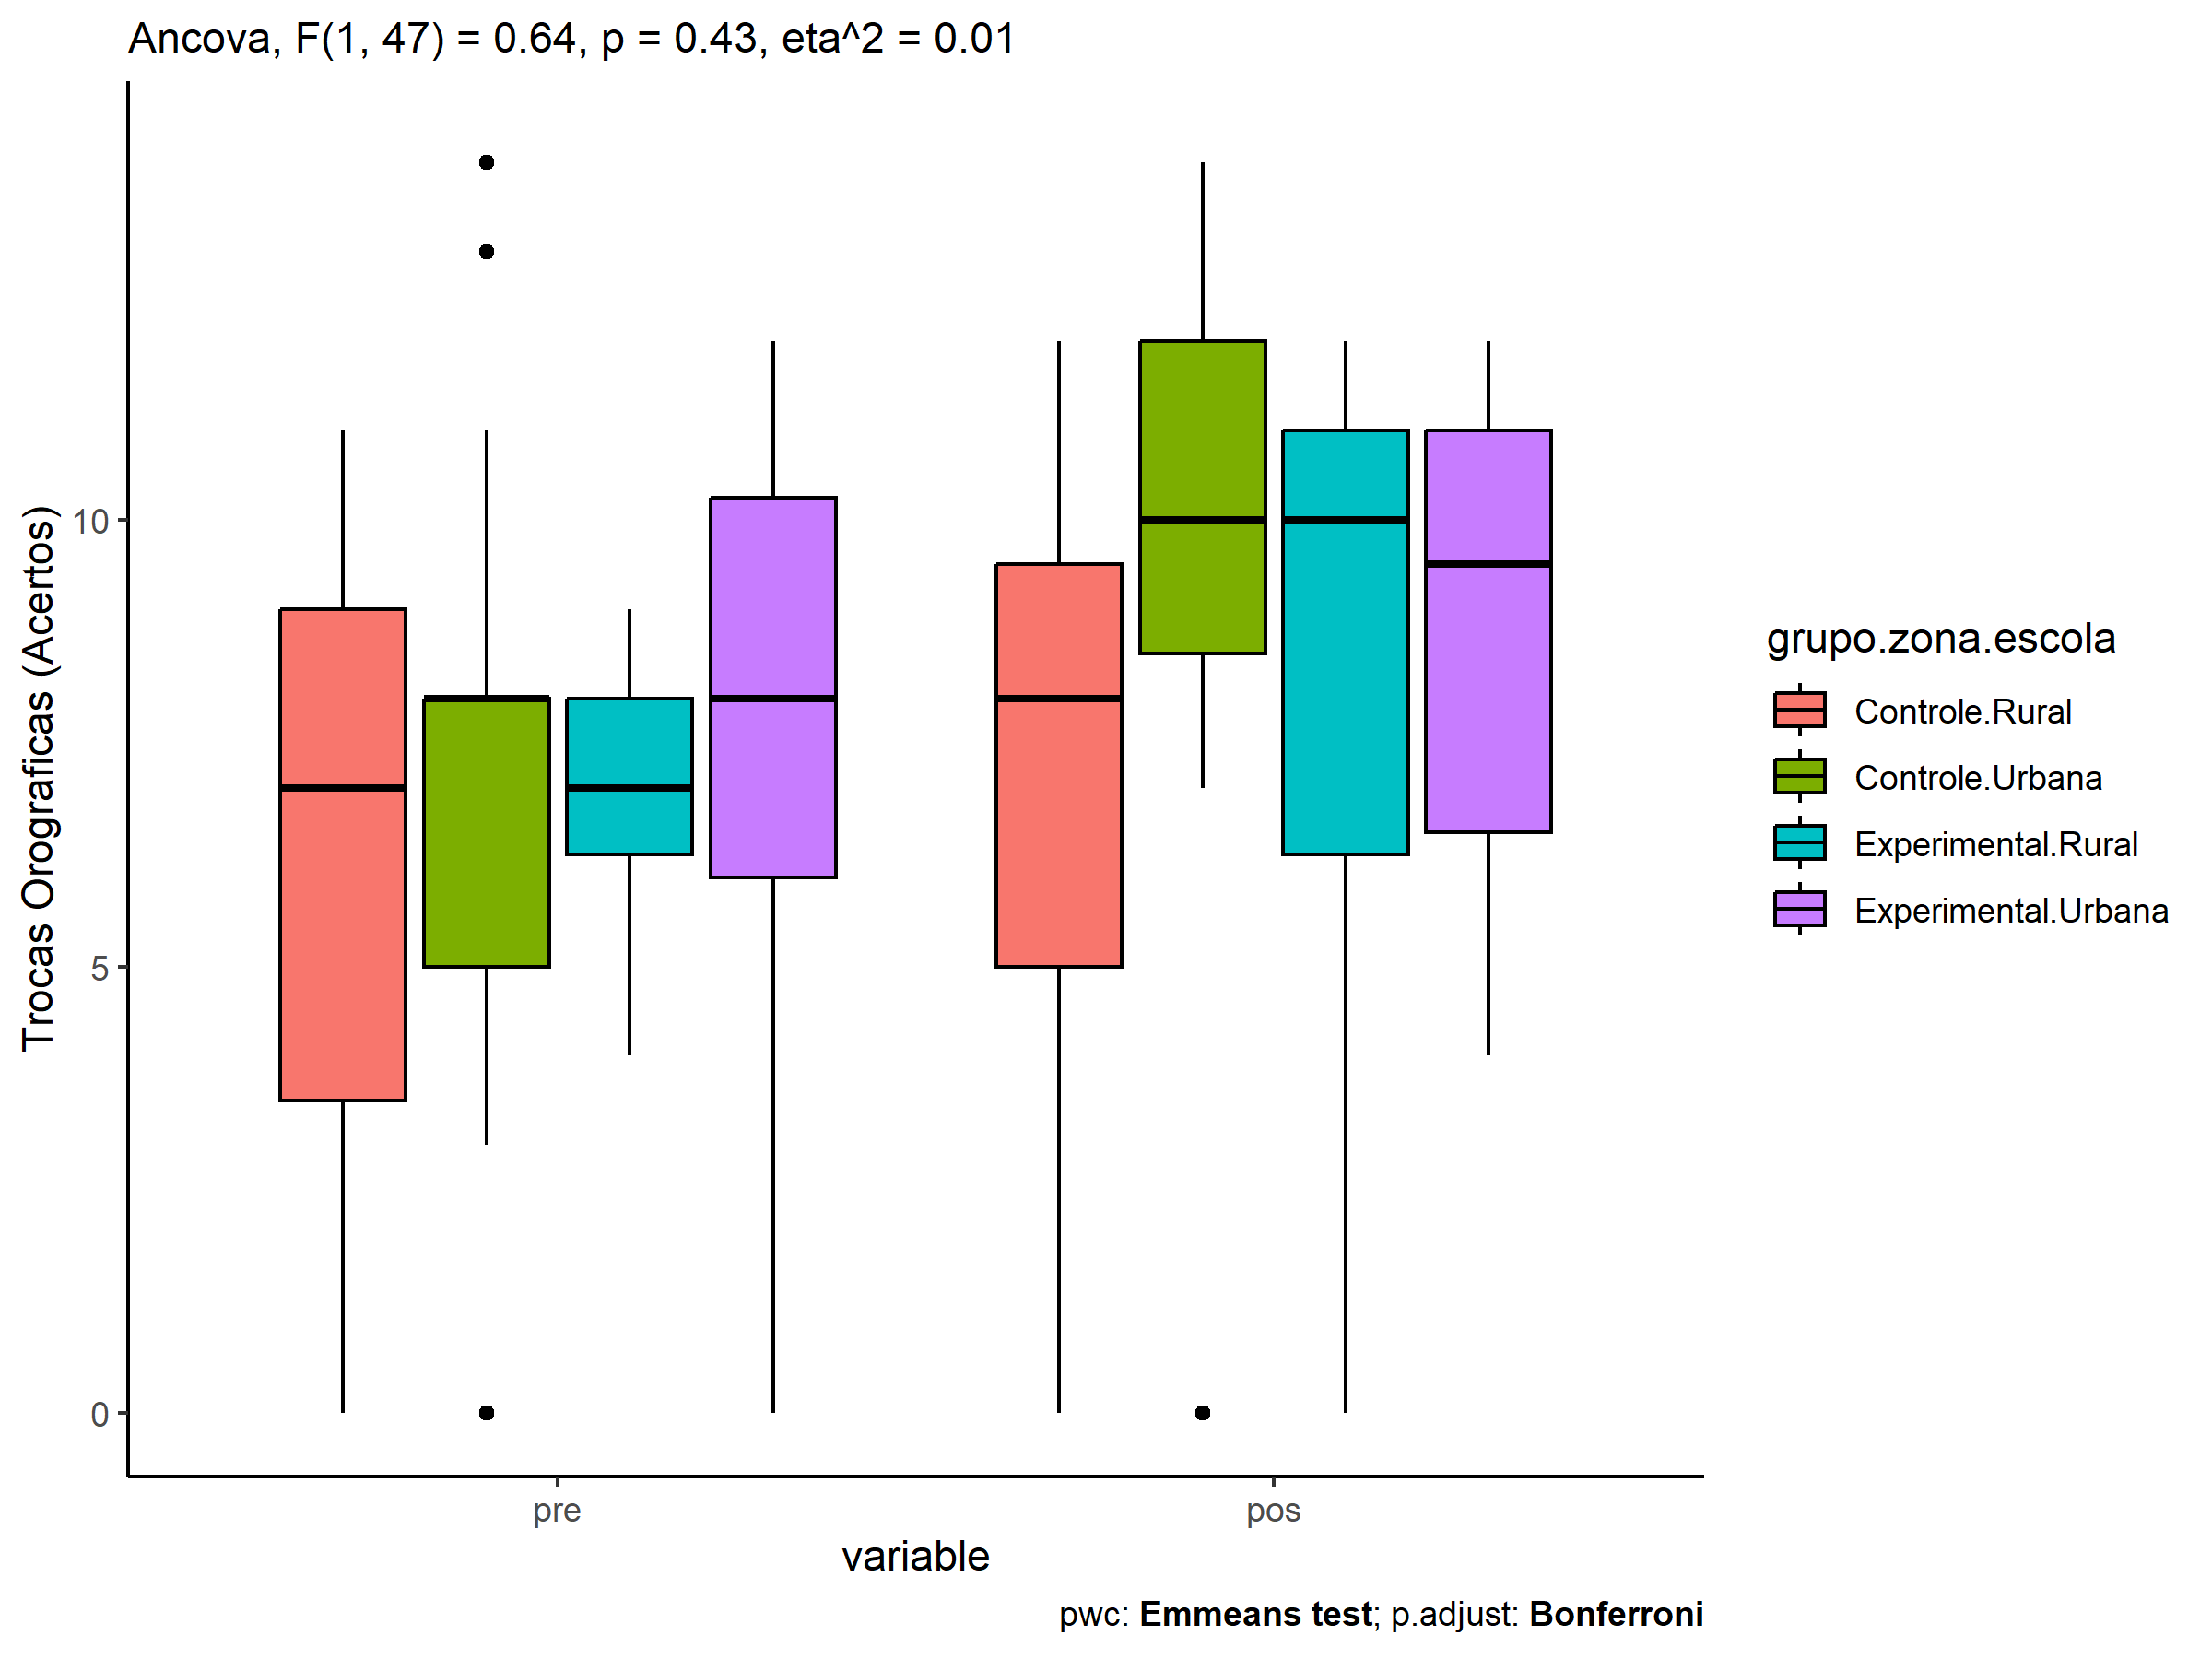 Ancova, F(1, 47) = 0.64, p = 0.43, eta^2 = 0.01
Trocas Orograficas (Acertos)
10
5
0
pre
pos
variable
grupo.zona.escola
Controle.Rural
Controle.Urbana
Experimental.Rural
Experimental.Urbana
pwc: Emmeans test; p.adjust: Bonferroni